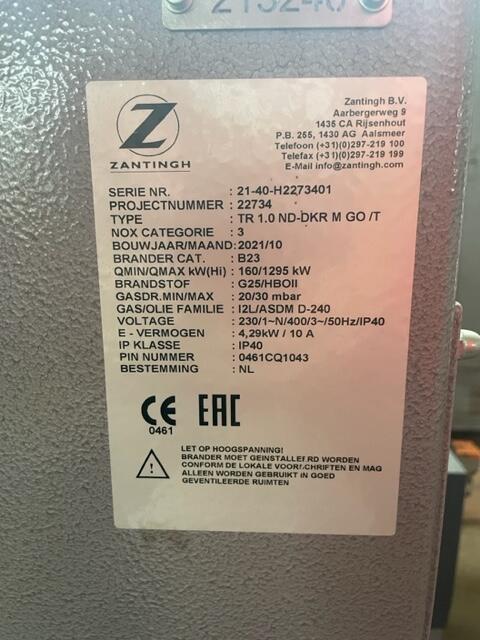 Z
ZANTINGH
Zantingh B.V.
Aarbergerweg 9
1435 CA Rijsenhout
P.B. 255, 1430 AG Aalsmeer
Telefoon (+31)(0)297-219 100
Telefax (+31)(0)297-219 199
E-Mail info@zantingh.com
SERIE NR. : 21-40-H2273401
PROJECTNUMMER : 22734
TYPE : TR 1.0 ND-DKR M GO /T
NOX CATEGORIE : 3
BOUWJAAR/MAAND: 2021/10
BRANDER CAT. : B23
QMIN/QMAX kW(Hi) : 160/1295 kW
BRANDSTOF : G25/HBOII
GASDR.MIN/MAX : 20/30 mbar
GAS/OLIE FAMILIE : I2L/ASDM D-240
VOLTAGE : 230/1~N/400/3~/50Hz/IP40
E - VERMOGEN : 4,29kW / 10 A
IP KLASSE : IP40
PIN NUMMER : 0461CQ1043
BESTEMMING : NL
CE EAC
0461
LET OP HOOGSPANNING!
BRANDER MOET GEINSTALLEERD WORDEN
CONFORM DE LOKALE VOORSCHRIFTEN EN MAG
ALLEEN WORDEN GEBRUIKT IN GOED
GEVENTILEERDE RUIMTEN